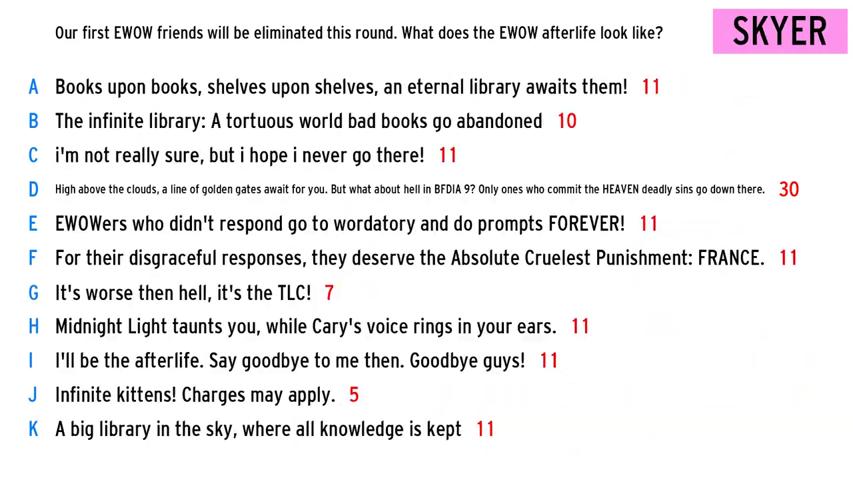 Our first EWOW friends will be eliminated this round. What does the EWOW afterlife look like?
SKYER
A Books upon books, shelves upon shelves, an eternal library awaits them! 11
B The infinite library: A tortuous world bad books go abandoned 10
C i'm not really sure, but i hope i never go there! 11
D High above the clouds, a line of golden gates await for you. But what about hell in BFDIA 9? Only ones who commit the HEAVEN deadly sins go down there. 30
E EWOWers who didn't respond go to wordatory and do prompts FOREVER! 11
F For their disgraceful responses, they deserve the Absolute Cruelest Punishment: FRANCE. 11
G It's worse then hell, it's the TLC! 7
H Midnight Light taunts you, while Cary's voice rings in your ears. 11
I I'll be the afterlife. Say goodbye to me then. Goodbye guys! 11
J Infinite kittens! Charges may apply. 5
K A big library in the sky, where all knowledge is kept 11